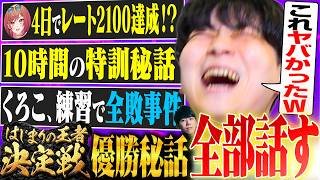 4日でレート2100達成!?
10時間の特訓秘話
くろこ、練習で全敗事件
はじまりの王者
決定戦
優勝秘話
全部話す
これヤバかったw